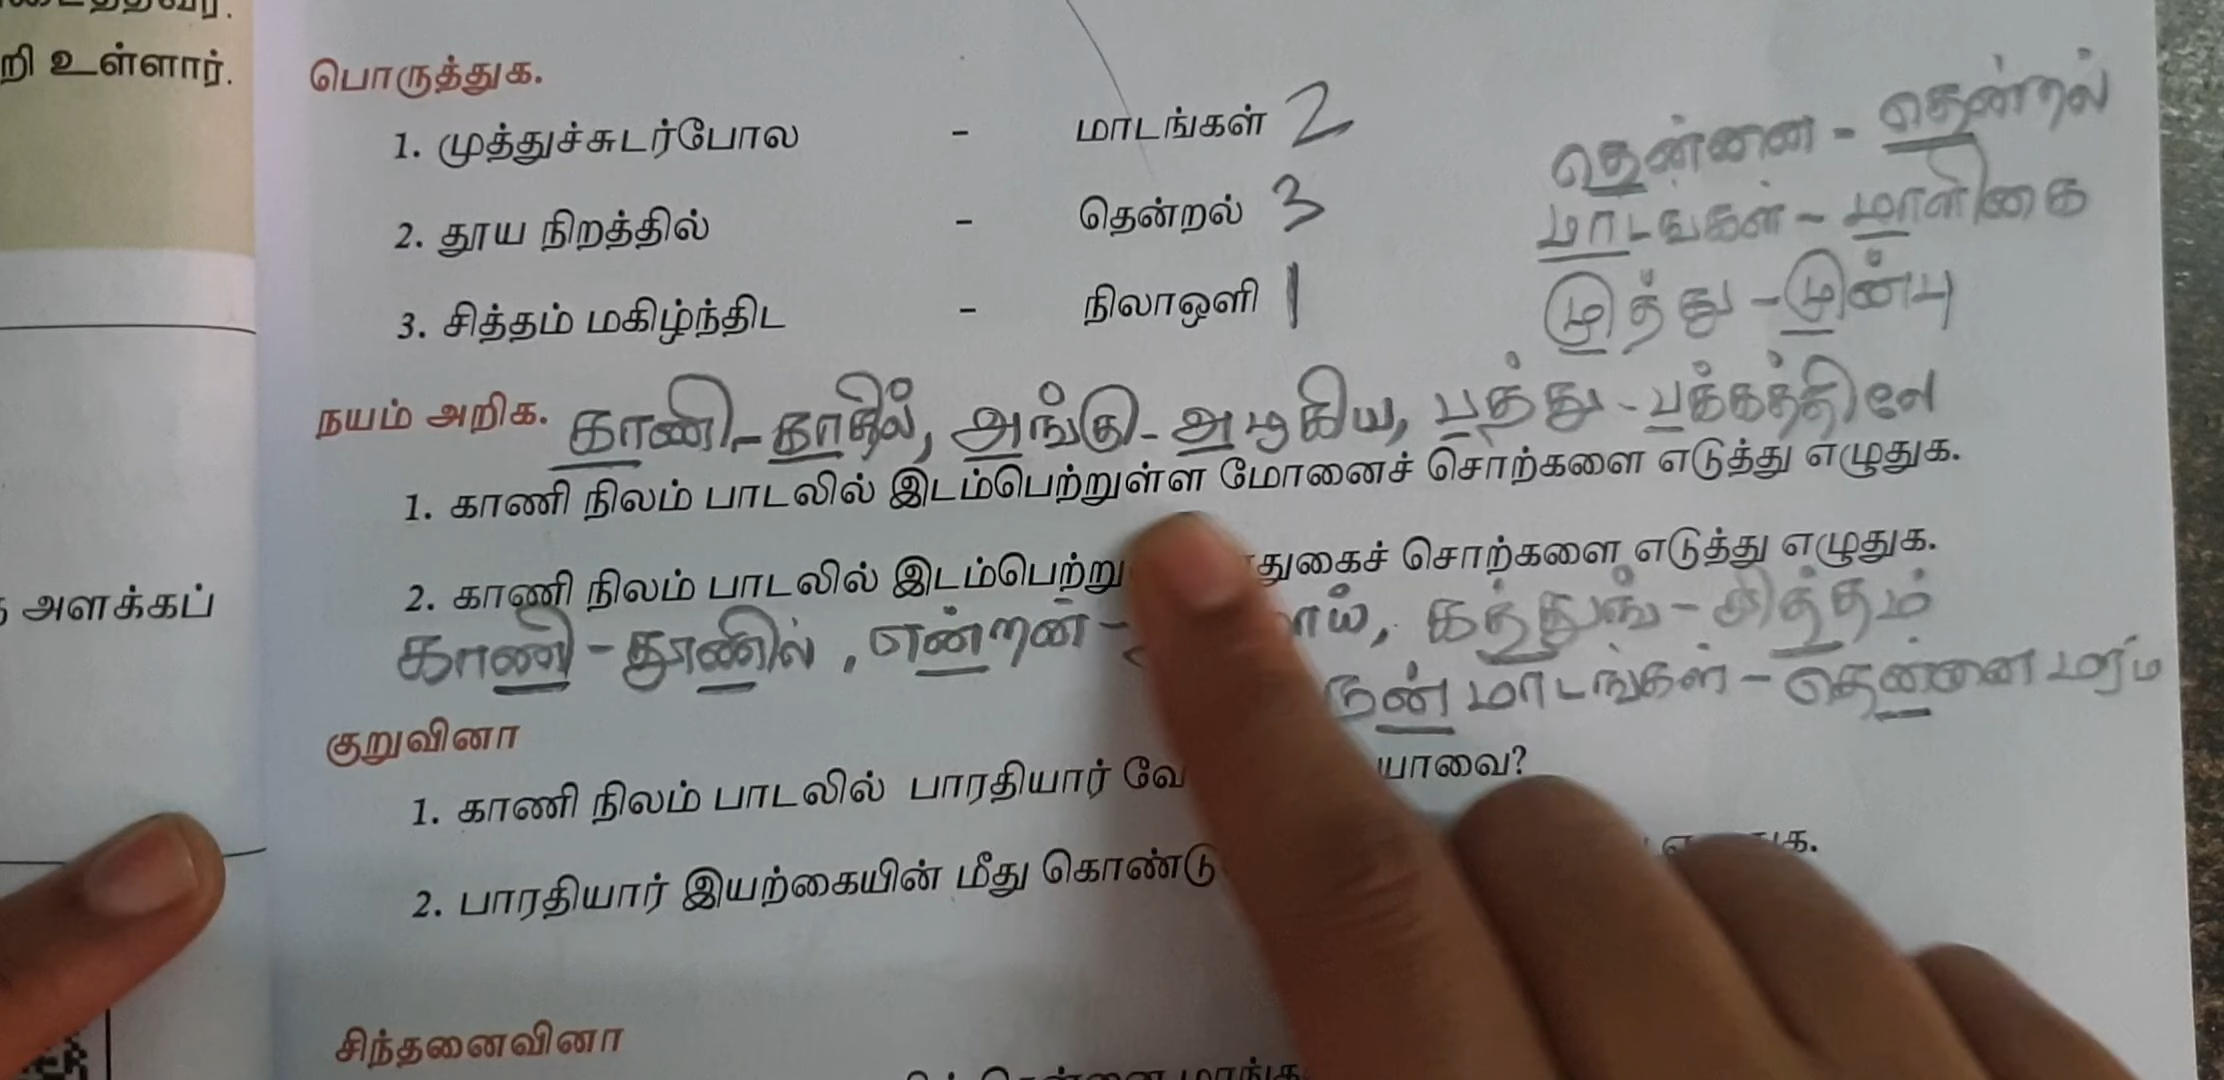 றி உள்ளார்.
பொருத்துக.
1. முத்துச்சுடர்போல - மாடங்கள் 2
2. தூய நிறத்தில் - தென்றல் 3
3. சித்தம் மகிழ்ந்திட - நிலாஒளி 1
தென்னை - தென்றல்
மாடங்கள் - மாளிகை
முத்து - முன்பு
நயம் அறிக. காணி - காதில், அங்கு - அழகிய, பத்து - பக்கத்திலே
1. காணி நிலம் பாடலில் இடம்பெற்றுள்ள மோனைச் சொற்களை எடுத்து எழுதுக.
2. காணி நிலம் பாடலில் இடம்பெற்று துகைச் சொற்களை எடுத்து எழுதுக.
காணி - தூணில், என்றன் - கத்துங் - சித்தம்
நன் மாடங்கள் - தென்னை மரம்
குறுவினா
1. காணி நிலம் பாடலில் பாரதியார் வே யாவை?
2. பாரதியார் இயற்கையின் மீது கொண்டு
சிந்தனைவினா
அளக்கப்